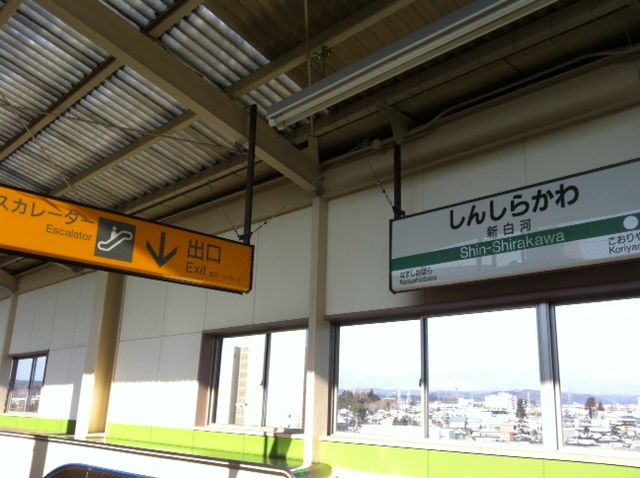 スカレーター
Escalator
出口
Exit
しんしらかわ
新白河
Shin-Shirakawa
なすしおばら
Nasushiobara
こおりや
Koriyam